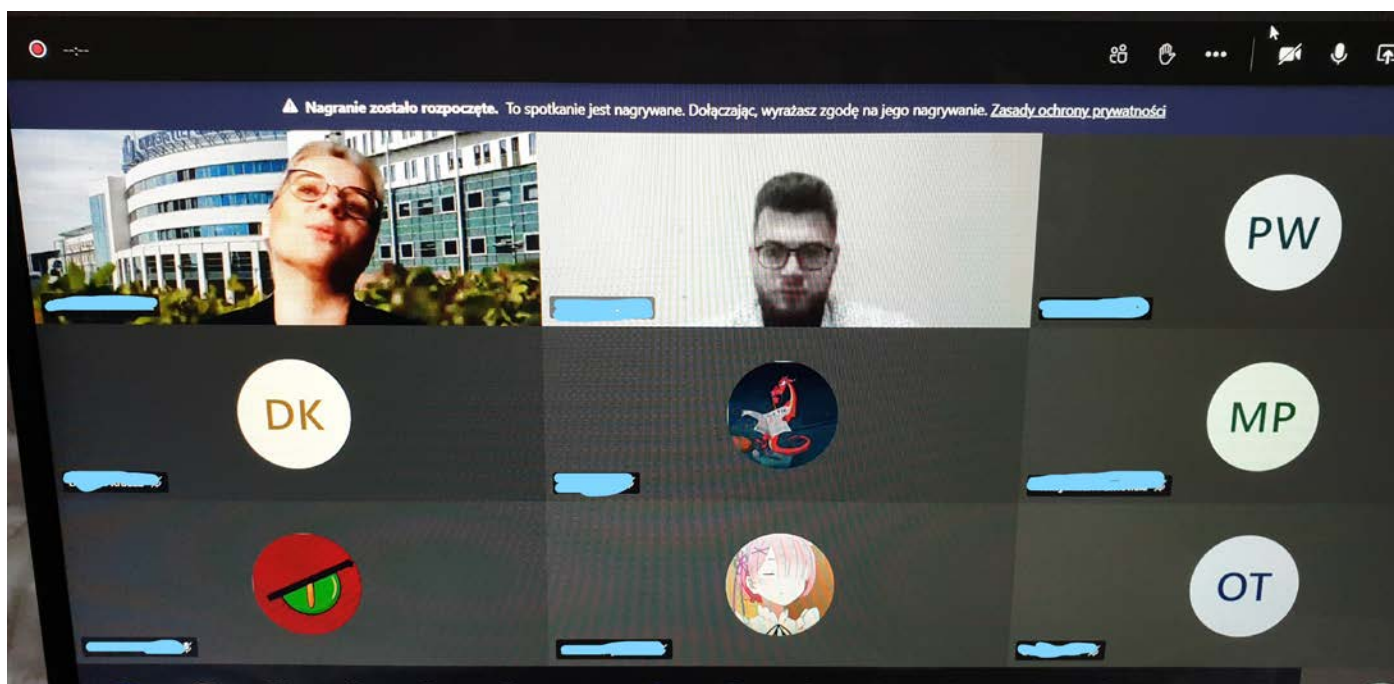 --:--
Nagranie zostało rozpoczęte. To spotkanie jest nagrywane. Dołączając, wyrażasz zgodę na jego nagrywanie. Zasady ochrony prywatności
PW
DK
MP
OT